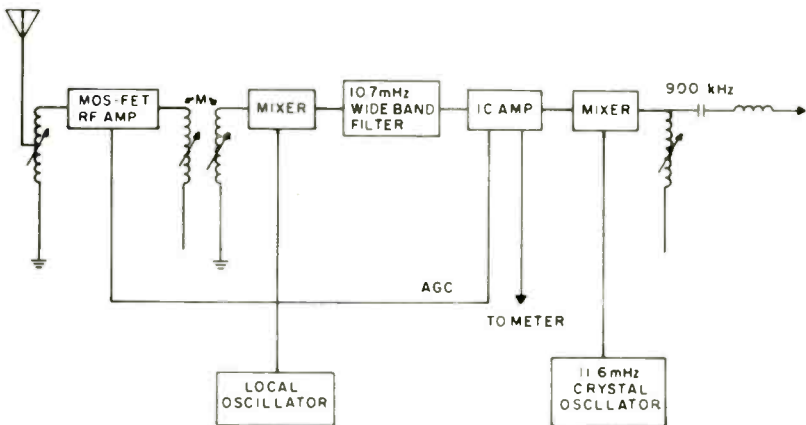 MOS-FET
RF AMP
M
MIXER
10.7mHz
WIDE BAND
FILTER
IC AMP
MIXER
900 kHz
AGC
TO METER
LOCAL
OSCILLATOR
11.6mHz
CRYSTAL
OSCLLATOR